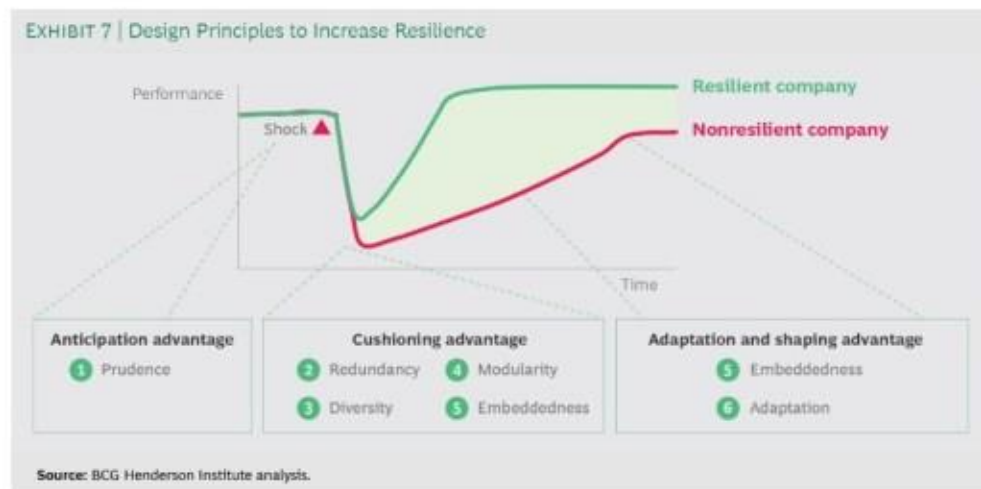 EXHIBIT 7 | Design Principles to Increase Resilience
Performance
Shock
Resilient company
Nonresilient company
Time
Anticipation advantage
1 Prudence
Cushioning advantage
2 Redundancy 4 Modularity
3 Diversity 5 Embeddedness
Adaptation and shaping advantage
5 Embeddedness
6 Adaptation
Source: BCG Henderson Institute analysis.